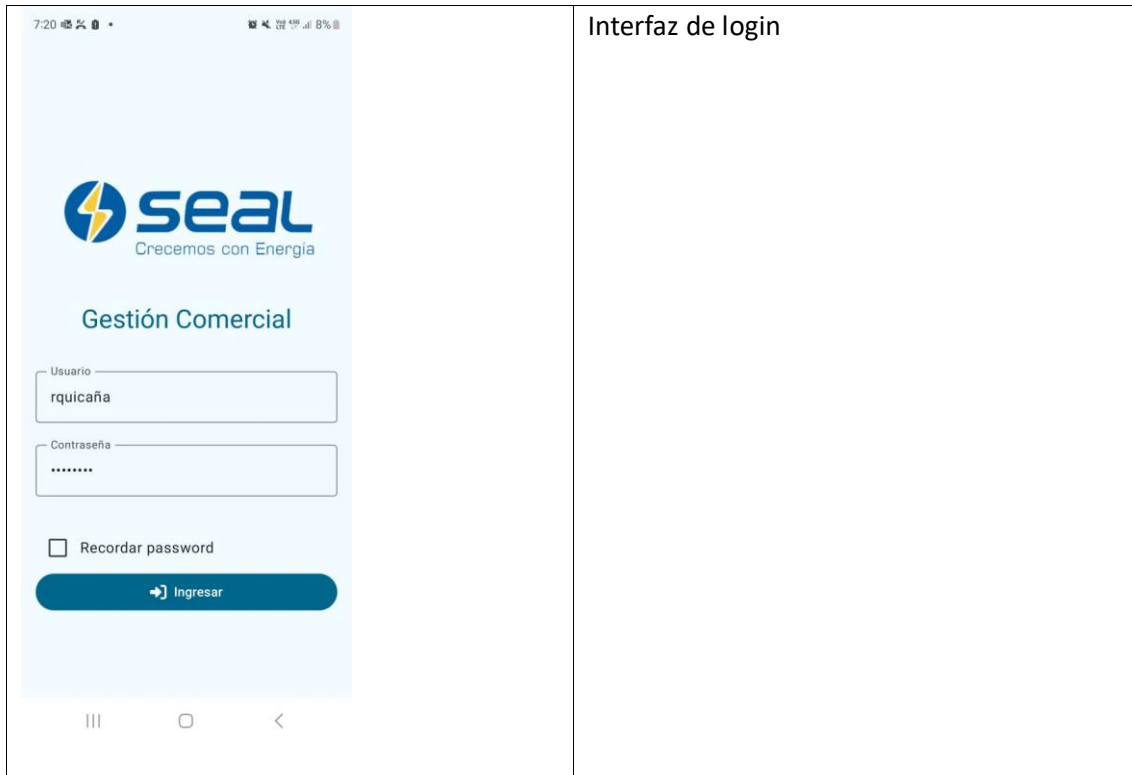 7:20
8%
Interfaz de login
seal
Crecemos con Energía
Gestión Comercial
Usuario
rquicaña
Contraseña
••••••••
Recordar password
Ingresar